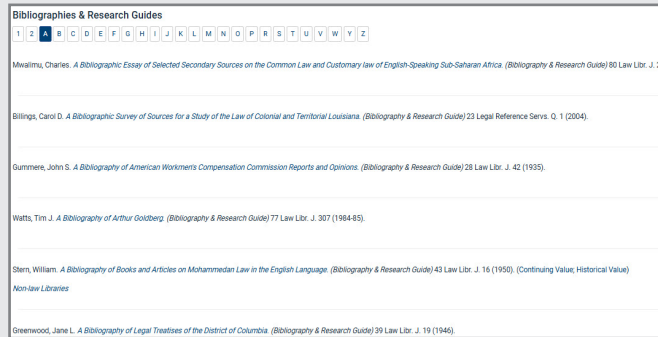 Bibliographies & Research Guides
1 2 A B C D E F G H I J K L M N O P R S T U V W Y Z
Mwalimu, Charles. A Bibliographic Essay of Selected Secondary Sources on the Common Law and Customary law of English-Speaking Sub-Saharan Africa. (Bibliography & Research Guide) 80 Law Libr. J.
Billings, Carol D. A Bibliographic Survey of Sources for a Study of the Law of Colonial and Territorial Louisiana. (Bibliography & Research Guide) 23 Legal Reference Servs. Q. 1 (2004).
Gummere, John S. A Bibliography of American Workmen's Compensation Commission Reports and Opinions. (Bibliography & Research Guide) 28 Law Libr. J. 42 (1935).
Watts, Tim J. A Bibliography of Arthur Goldberg. (Bibliography & Research Guide) 77 Law Libr. J. 307 (1984-85).
Stern, William. A Bibliography of Books and Articles on Mohammedan Law in the English Language. (Bibliography & Research Guide) 43 Law Libr. J. 16 (1950). (Continuing Value; Historical Value)
Non-law Libraries
Greenwood, Jane L. A Bibliography of Legal Treatises of the District of Columbia. (Bibliography & Research Guide) 39 Law Libr. J. 19 (1946).